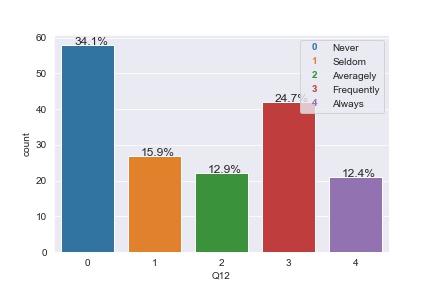 60
50
40
30
20
10
0
count
34.1%
15.9%
12.9%
24.7%
12.4%
0 Never
1 Seldom
2 Averagely
3 Frequently
4 Always
0 1 2 3 4
Q12